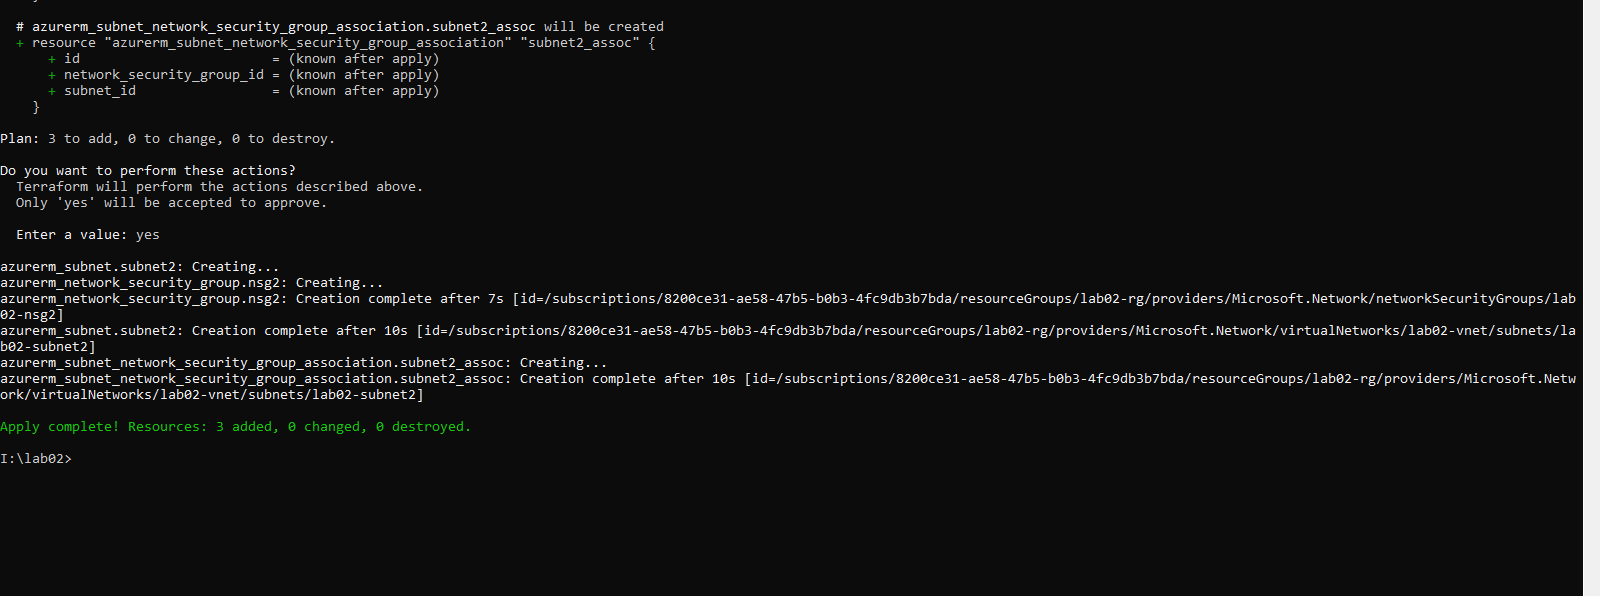 # azurerm_subnet_network_security_group_association.subnet2_assoc will be created
+ resource "azurerm_subnet_network_security_group_association" "subnet2_assoc" {
+ id = (known after apply)
+ network_security_group_id = (known after apply)
+ subnet_id = (known after apply)
}
Plan: 3 to add, 0 to change, 0 to destroy.
Do you want to perform these actions?
Terraform will perform the actions described above.
Only 'yes' will be accepted to approve.
Enter a value: yes
azurerm_subnet.subnet2: Creating...
azurerm_network_security_group.nsg2: Creating...
azurerm_network_security_group.nsg2: Creation complete after 7s [id=/subscriptions/8200ce31-ae58-47b5-b0b3-4fc9db3b7bda/resourceGroups/lab02-rg/providers/Microsoft.Network/networkSecurityGroups/lab
02-nsg2]
azurerm_subnet.subnet2: Creation complete after 10s [id=/subscriptions/8200ce31-ae58-47b5-b0b3-4fc9db3b7bda/resourceGroups/lab02-rg/providers/Microsoft.Network/virtualNetworks/lab02-vnet/subnets/la
b02-subnet2]
azurerm_subnet_network_security_group_association.subnet2_assoc: Creating...
azurerm_subnet_network_security_group_association.subnet2_assoc: Creation complete after 10s [id=/subscriptions/8200ce31-ae58-47b5-b0b3-4fc9db3b7bda/resourceGroups/lab02-rg/providers/Microsoft.Netw
ork/virtualNetworks/lab02-vnet/subnets/lab02-subnet2]
Apply complete! Resources: 3 added, 0 changed, 0 destroyed.
I:\lab02>